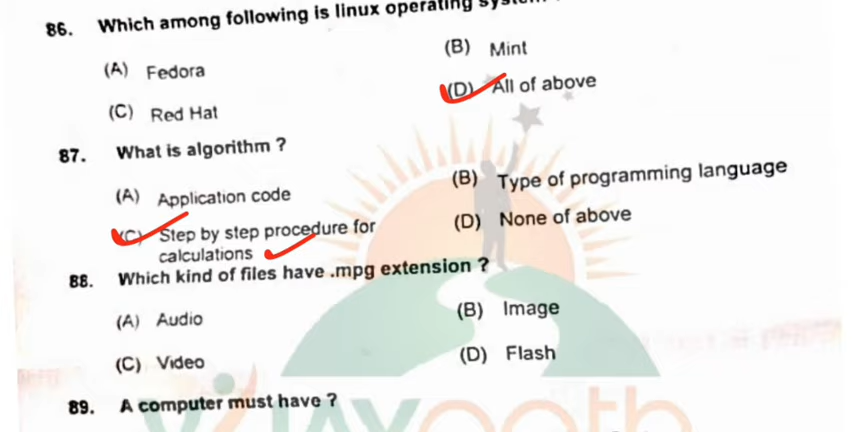 86. Which among following is linux operating
(A) Fedora (B) Mint
(C) Red Hat (D) All of above
87. What is algorithm ?
(A) Application code (B) Type of programming language
(C) Step by step procedure for (D) None of above
calculations
88. Which kind of files have .mpg extension ?
(A) Audio (B) Image
(C) Video (D) Flash
89. A computer must have ?